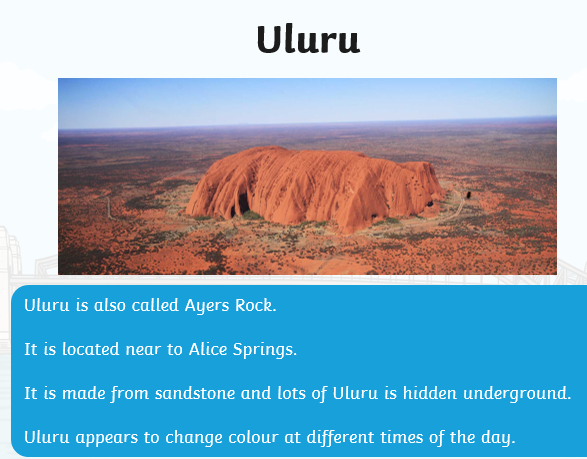 Uluru
Uluru is also called Ayers Rock.
It is located near to Alice Springs.
It is made from sandstone and lots of Uluru is hidden underground.
Uluru appears to change colour at different times of the day.